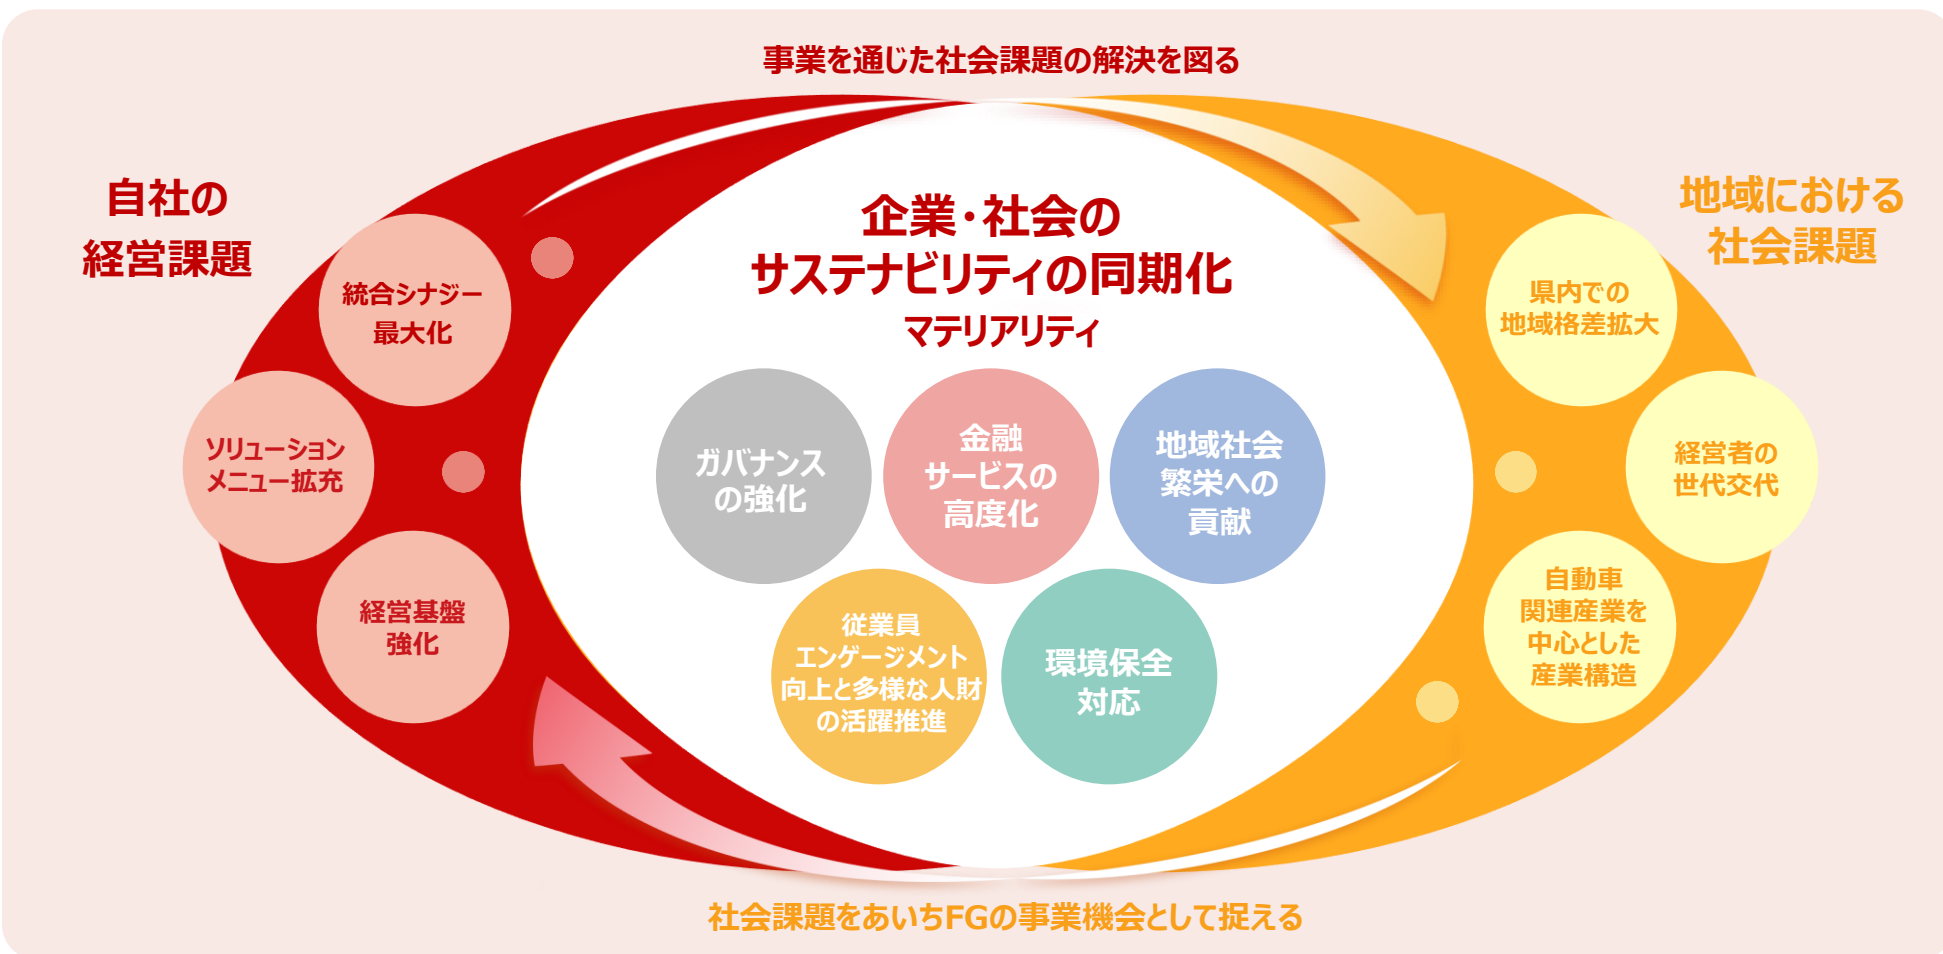 事業を通じた社会課題の解決を図る
自社の
経営課題
統合シナジー
最大化
ソリューション
メニュー拡充
経営基盤
強化
企業・社会の
サステナビリティの同期化
マテリアリティ
ガバナンス
の強化
金融
サービスの
高度化
地域社会
繁栄への
貢献
従業員
エンゲージメント
向上と多様な人財
の活躍推進
環境保全
対応
地域における
社会課題
県内での
地域格差拡大
経営者の
世代交代
自動車
関連産業を
中心とした
産業構造
社会課題をあいちFGの事業機会として捉える